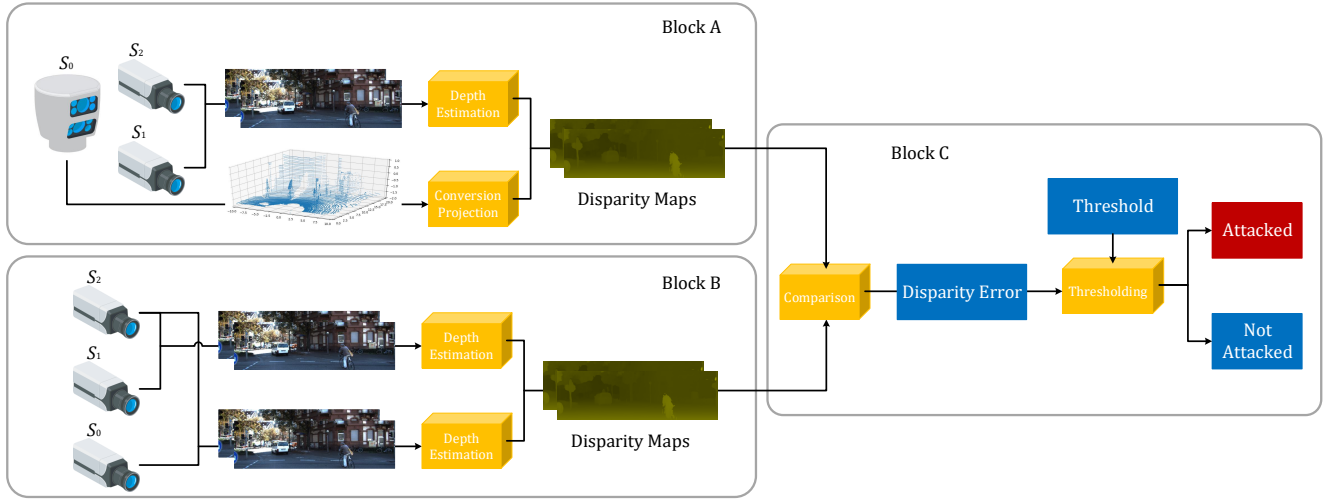 Block A
S₀
S₂
S₁
Depth
Estimation
Conversion
Projection
Disparity Maps
Block B
S₂
S₁
S₀
Depth
Estimation
Depth
Estimation
Disparity Maps
Block C
Threshold
Attacked
Comparison
Disparity Error
Thresholding
Not
Attacked